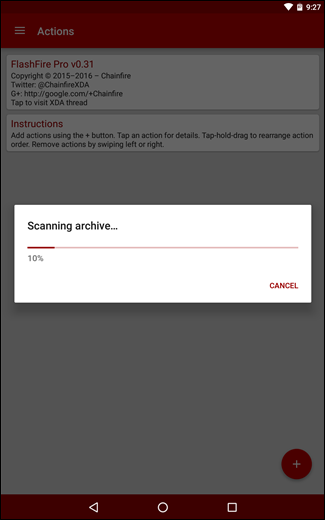 9:27
Actions
FlashFire Pro v0.31
Copyright © 2015–2016 – Chainfire
Twitter: @ChainfireXDA
G+: http://google.com/+Chainfire
Tap to visit XDA thread
Instructions
Add actions using the + button. Tap an action for details. Tap-hold-drag to rearrange action
order. Remove actions by swiping left or right.
Scanning archive…
10%
CANCEL
+